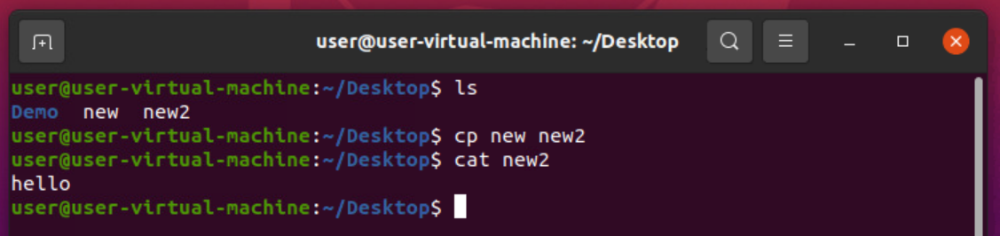 user@user-virtual-machine: ~/Desktop
user@user-virtual-machine:~/Desktop$ ls
Demo  new  new2
user@user-virtual-machine:~/Desktop$ cp new new2
user@user-virtual-machine:~/Desktop$ cat new2
hello
user@user-virtual-machine:~/Desktop$